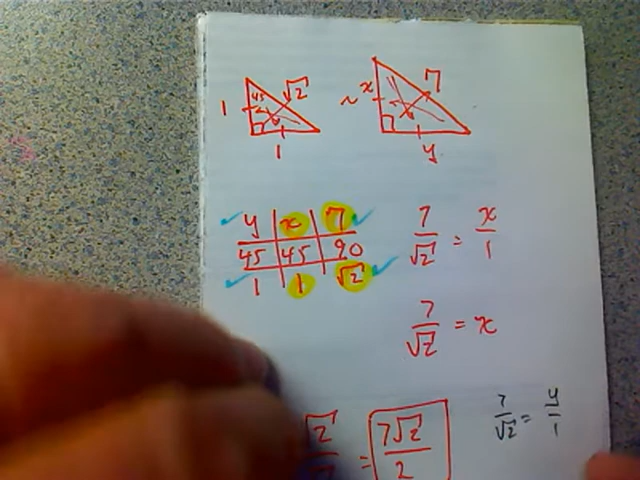 1 45 √2 1
~ x 7 y
y x 7
45 45 90
1 1 √2
7/√2 = x/1
7/√2 = x
= 7√2/2
7/√2 = y/1